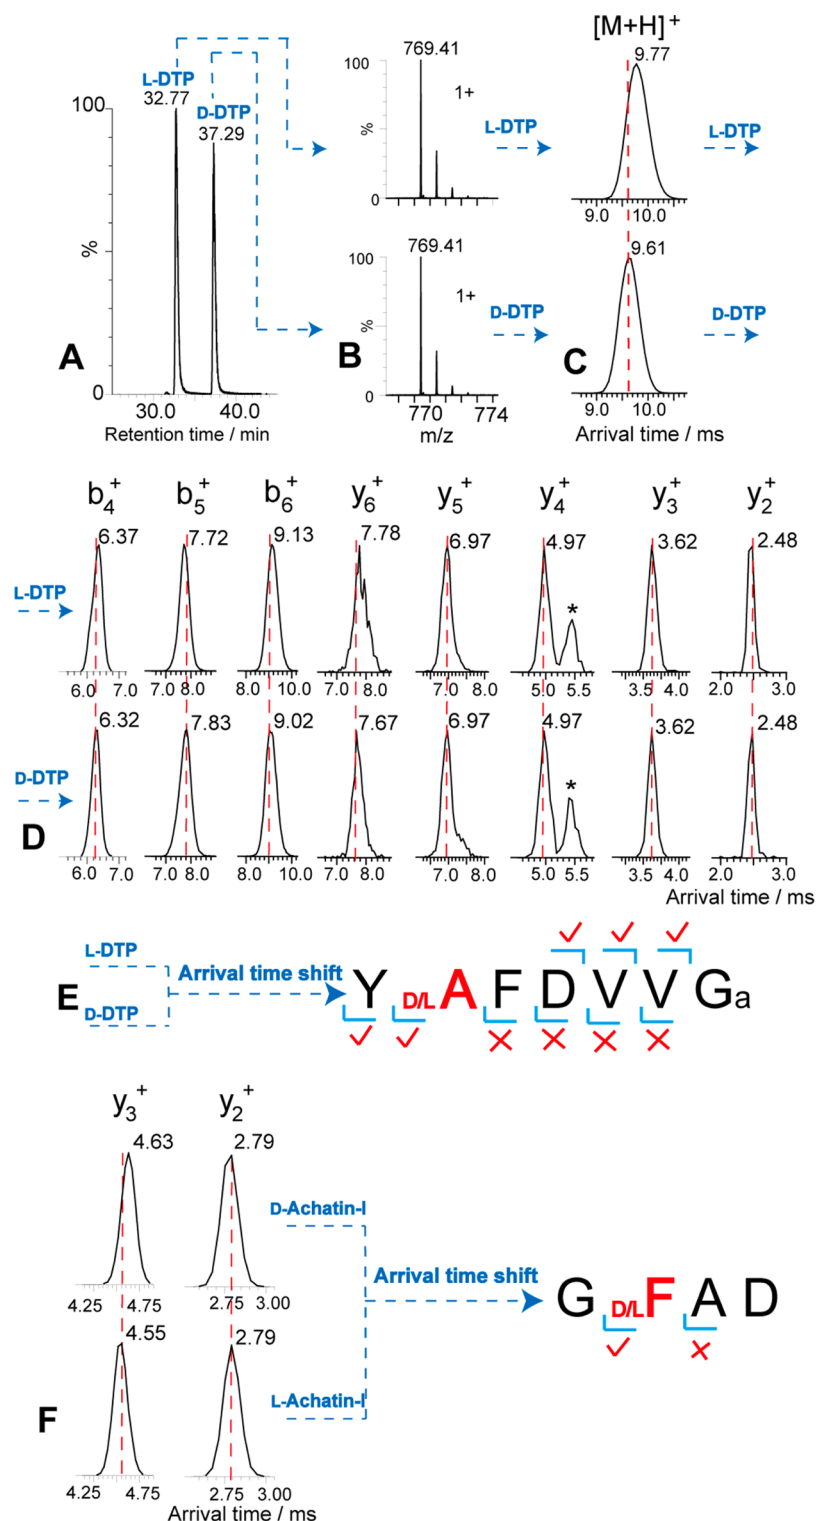 [M+H]+
L-DTP
32.77
D-DTP
37.29
100
%
0
A
30.0 40.0
Retention time / min
769.41
100
%
0
1+
L-DTP
769.41
100
%
0
1+
D-DTP
B
770 774
m/z
9.77
9.0 10.0
L-DTP
9.61
C
9.0 10.0
Arrival time / ms
D-DTP
b4+ b5+ b6+ y6+ y5+ y4+ y3+ y2+
6.37 7.72 9.13 7.78 6.97 4.97 3.62 2.48
L-DTP
*
6.0 7.0 7.0 8.0 8.0 10.0 7.0 8.0 7.0 8.0 5.0 5.5 3.5 4.0 2.0 3.0
6.32 7.83 9.02 7.67 6.97 4.97 3.62 2.48
D-DTP
*
D
6.0 7.0 7.0 8.0 8.0 10.0 7.0 8.0 7.0 8.0 5.0 5.5 3.5 4.0 2.0 3.0
Arrival time / ms
L-DTP
E
Arrival time shift
D-DTP
Y D/LA F D V V Ga
y3+ y2+
4.63 2.79
D-Achatin-I
4.25 4.75 2.75 3.00
Arrival time shift
G D/LF A D
4.55 2.79
L-Achatin-I
F
4.25 4.75 2.75 3.00
Arrival time / ms